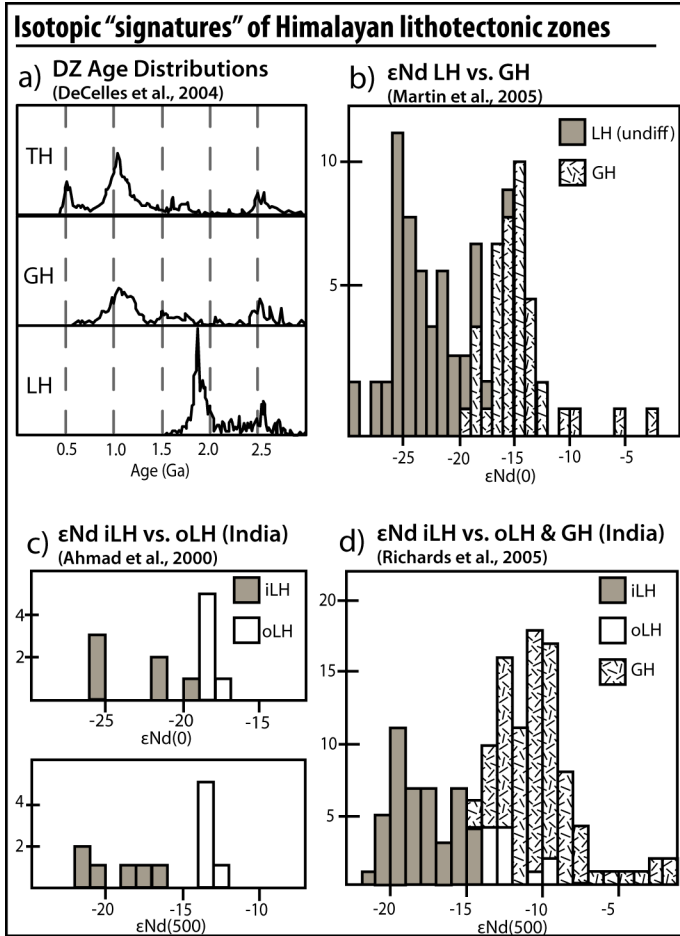 Isotopic “signatures” of Himalayan lithotectonic zones
a) DZ Age Distributions
(DeCelles et al., 2004)
TH
GH
LH
0.5 1.0 1.5 2.0 2.5
Age (Ga)
b) εNd LH vs. GH
(Martin et al., 2005)
LH (undiff)
GH
10
5
-25 -20 -15 -10 -5
εNd(0)
c) εNd iLH vs. oLH (India)
(Ahmad et al., 2000)
iLH
oLH
4
2
-25 -20 -15
εNd(0)
4
2
-20 -15 -10
εNd(500)
d) εNd iLH vs. oLH & GH (India)
(Richards et al., 2005)
iLH
oLH
GH
20
15
10
5
-20 -15 -10 -5
εNd(500)